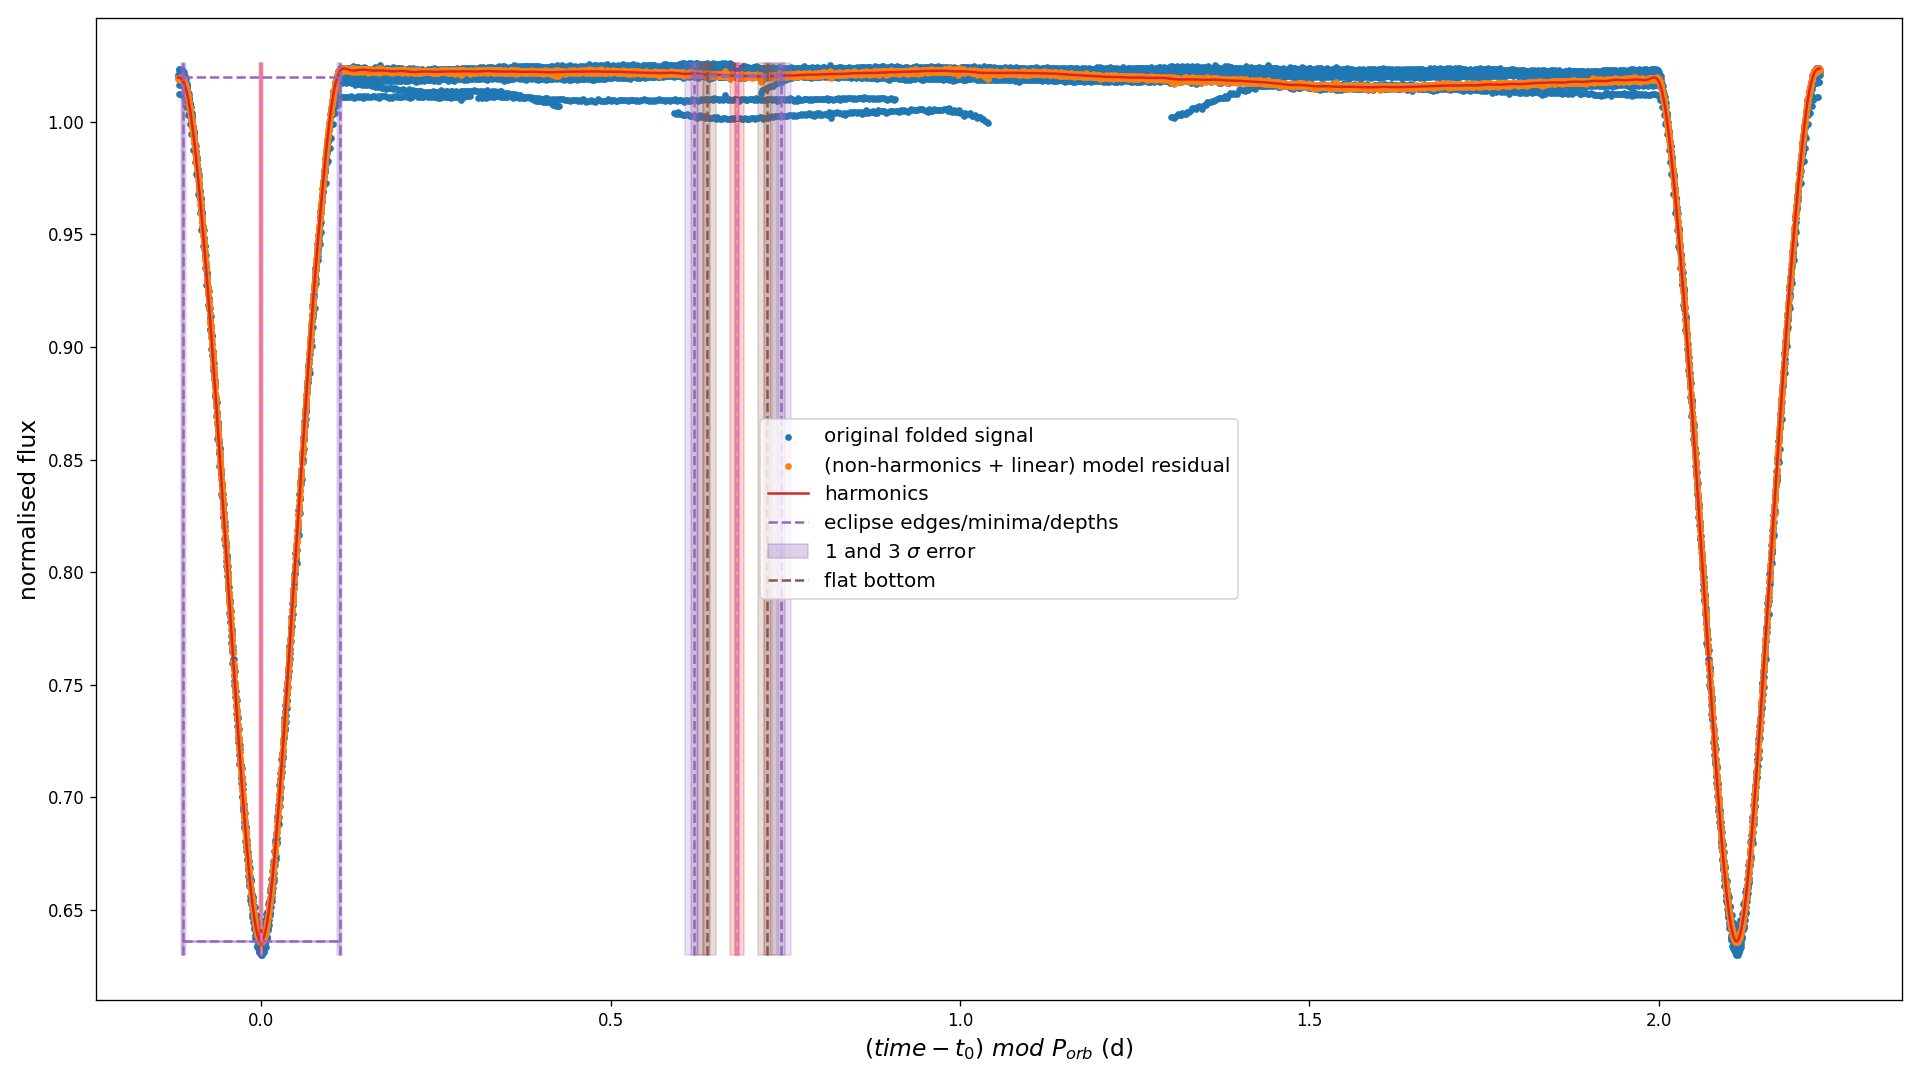 1.00
0.95
0.90
0.85
0.80
0.75
0.70
0.65
normalised flux
original folded signal
(non-harmonics + linear) model residual
harmonics
eclipse edges/minima/depths
1 and 3 σ error
flat bottom
0.0 0.5 1.0 1.5 2.0
(time − t₀) mod Pₒᵣb (d)